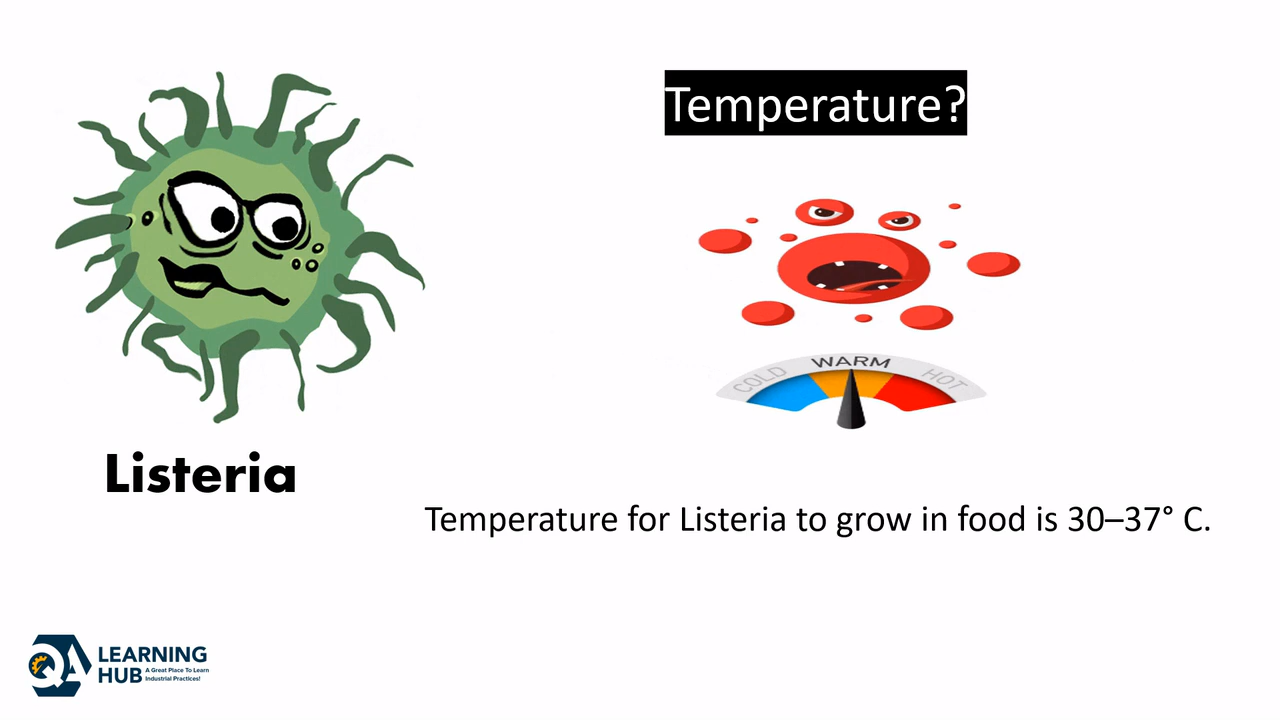 Temperature?
COLD WARM HOT
Listeria
Temperature for Listeria to grow in food is 30–37° C.
QA LEARNING
HUB A Great Place To Learn
Industrial Practices!